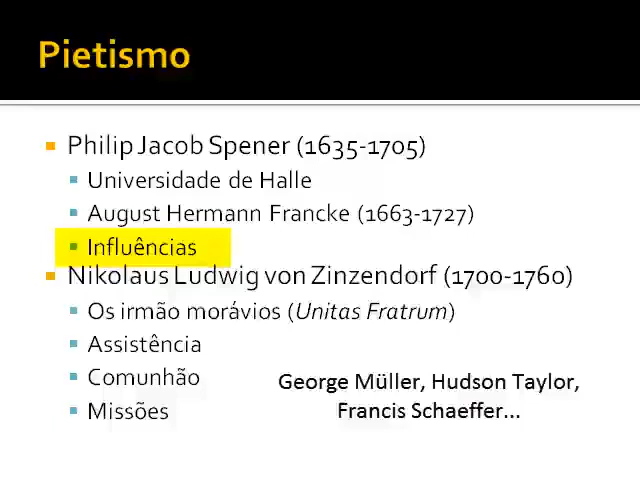 Pietismo
Philip Jacob Spener (1635-1705)
Universidade de Halle
August Hermann Francke (1663-1727)
Influências
Nikolaus Ludwig von Zinzendorf (1700-1760)
Os irmão morávios (Unitas Fratrum)
Assistência
Comunhão
Missões
George Müller, Hudson Taylor,
Francis Schaeffer...